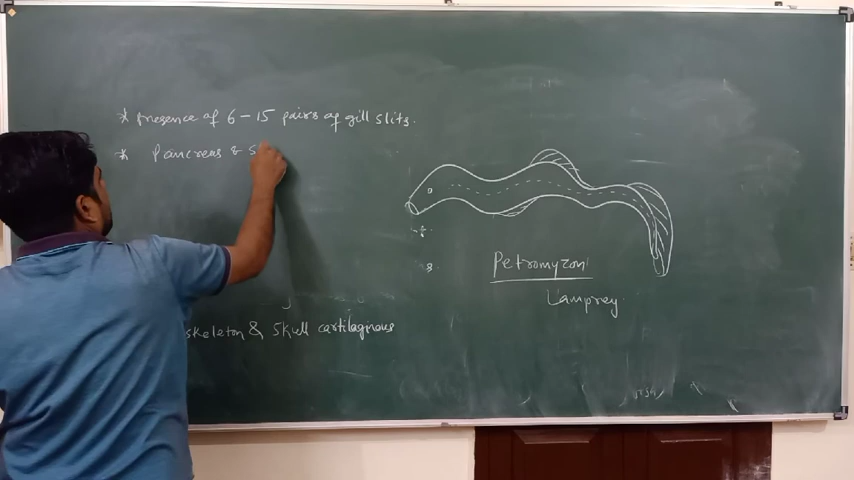 * Presence of 6-15 pairs of gill slits.
* Pancreas & S
Petromyzon
Lamprey
skeleton & skull cartilagnous